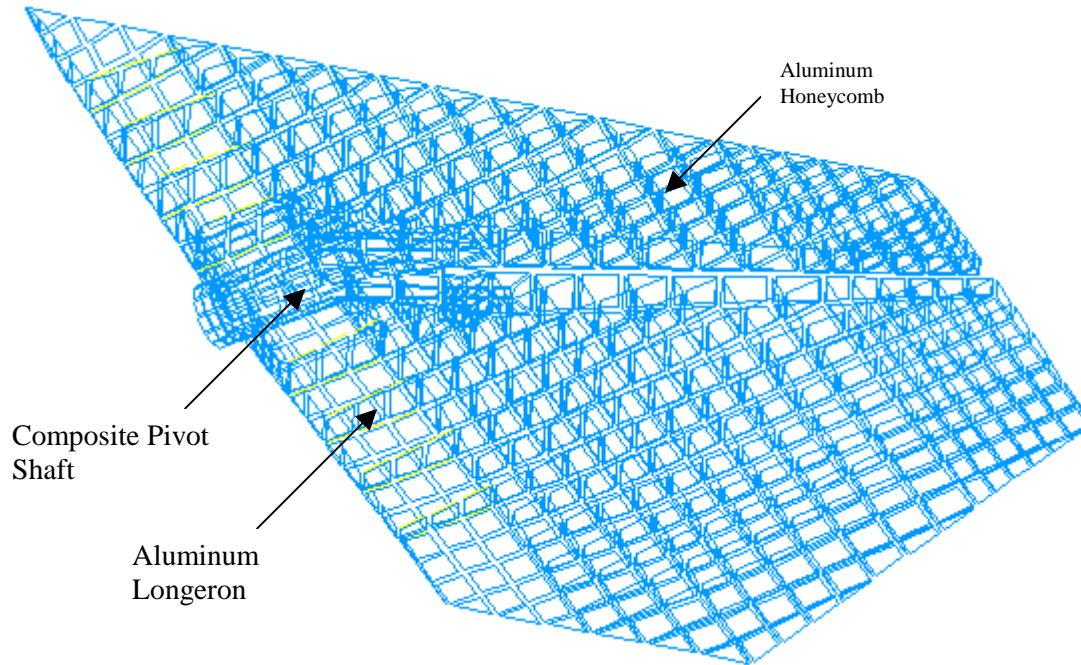 Aluminum
Honeycomb
Composite Pivot
Shaft
Aluminum
Longeron